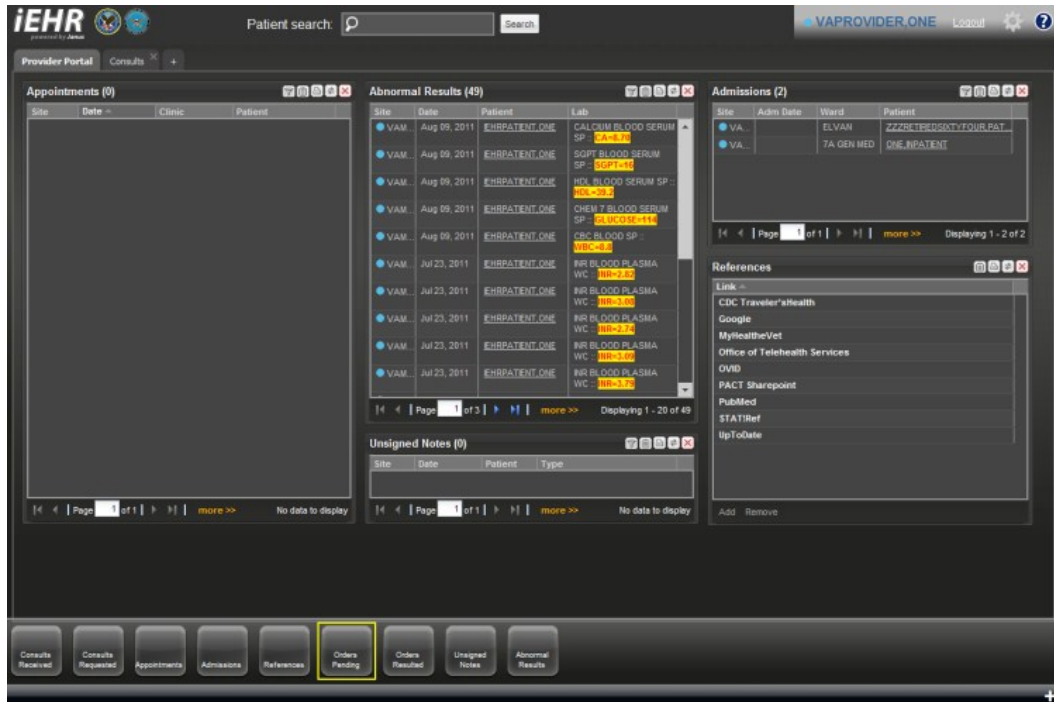 iEHR
powered by Janus
Patient search:
Search
VAPROVIDER,ONE
Logout
?
Provider Portal
Consults
+
Appointments (0)
Site Date Clinic Patient
Page 1 of 1 more >> No data to display
Abnormal Results (49)
Site Date Patient Lab
VAM... Aug 09, 2011 EHRPATIENT,ONE CALCIUM BLOOD SERUM
SP :: CA=8.70
VAM... Aug 09, 2011 EHRPATIENT,ONE SGPT BLOOD SERUM
SP :: SGPT=16
VAM... Aug 09, 2011 EHRPATIENT,ONE HDL BLOOD SERUM SP ::
HDL=39.2
VAM... Aug 09, 2011 EHRPATIENT,ONE CHEM 7 BLOOD SERUM
SP :: GLUCOSE=114
VAM... Aug 09, 2011 EHRPATIENT,ONE CBC BLOOD SP ::
WBC=8.8
VAM... Jul 23, 2011 EHRPATIENT,ONE INR BLOOD PLASMA
WC :: INR=2.82
VAM... Jul 23, 2011 EHRPATIENT,ONE INR BLOOD PLASMA
WC :: INR=3.08
VAM... Jul 23, 2011 EHRPATIENT,ONE INR BLOOD PLASMA
WC :: INR=2.74
VAM... Jul 23, 2011 EHRPATIENT,ONE INR BLOOD PLASMA
WC :: INR=3.09
VAM... Jul 23, 2011 EHRPATIENT,ONE INR BLOOD PLASMA
WC :: INR=3.79
Page 1 of 3 more >> Displaying 1 - 20 of 49
Unsigned Notes (0)
Site Date Patient Type
Page 1 of 1 more >> No data to display
Admissions (2)
Site Adm Date Ward Patient
VA... ELVAN ZZZRETIREDSIXTYFOUR,PAT...
VA... 7A GEN MED ONE,INPATIENT
Page 1 of 1 more >> Displaying 1 - 2 of 2
References
Link
CDC Traveler'sHealth
Google
MyHealtheVet
Office of Telehealth Services
OVID
PACT Sharepoint
PubMed
STAT!Ref
UpToDate
Add Remove
Consults
Received
Consults
Requested
Appointments
Admissions
References
Orders
Pending
Orders
Resulted
Unsigned
Notes
Abnormal
Results
+